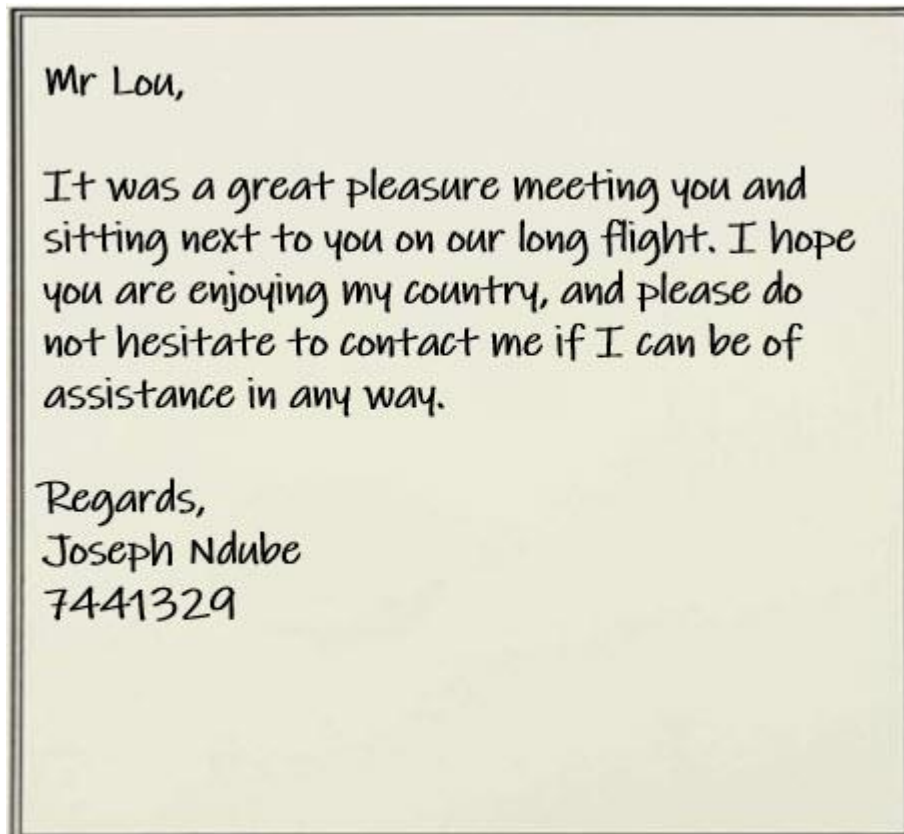 Mr Lou,
It was a great pleasure meeting you and
sitting next to you on our long flight. I hope
you are enjoying my country, and please do
not hesitate to contact me if I can be of
assistance in any way.
Regards,
Joseph Ndube
7441329